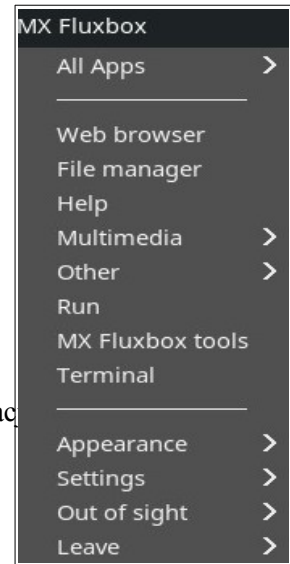 MX Fluxbox
All Apps >
Web browser
File manager
Help
Multimedia >
Other >
Run
MX Fluxbox tools
Terminal
Appearance >
Settings >
Out of sight >
Leave >